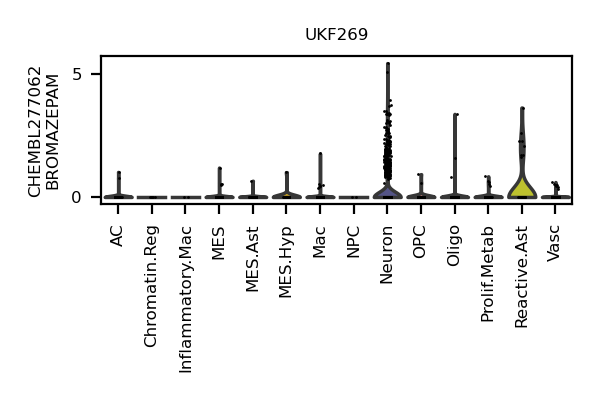 UKF269
CHEMBL277062
BROMAZEPAM
5
0
AC
Chromatin.Reg
Inflammatory.Mac
MES
MES.Ast
MES.Hyp
Mac
NPC
Neuron
OPC
Oligo
Prolif.Metab
Reactive.Ast
Vasc